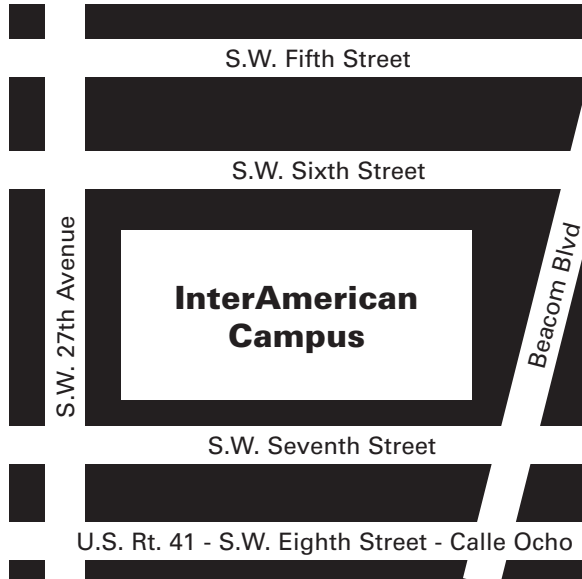 S.W. Fifth Street
S.W. Sixth Street
S.W. 27th Avenue
InterAmerican
Campus
Beacom Blvd
S.W. Seventh Street
U.S. Rt. 41 - S.W. Eighth Street - Calle Ocho